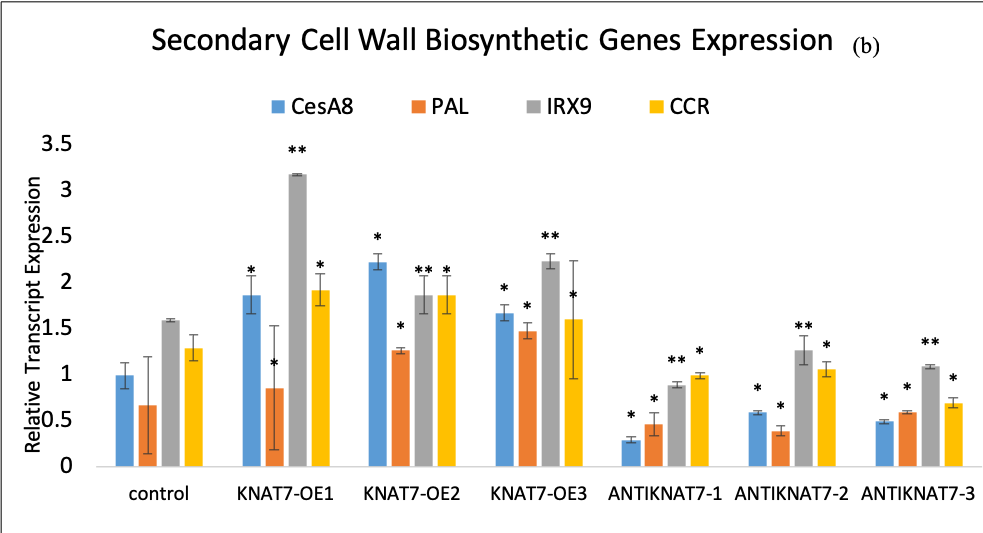 Secondary Cell Wall Biosynthetic Genes Expression (b)
CesA8 PAL IRX9 CCR
Relative Transcript Expression
3.5
3
2.5
2
1.5
1
0.5
0
** * * ** * * * * ** * * * ** * * * ** * * * ** *
control KNAT7-OE1 KNAT7-OE2 KNAT7-OE3 ANTIKNAT7-1 ANTIKNAT7-2 ANTIKNAT7-3